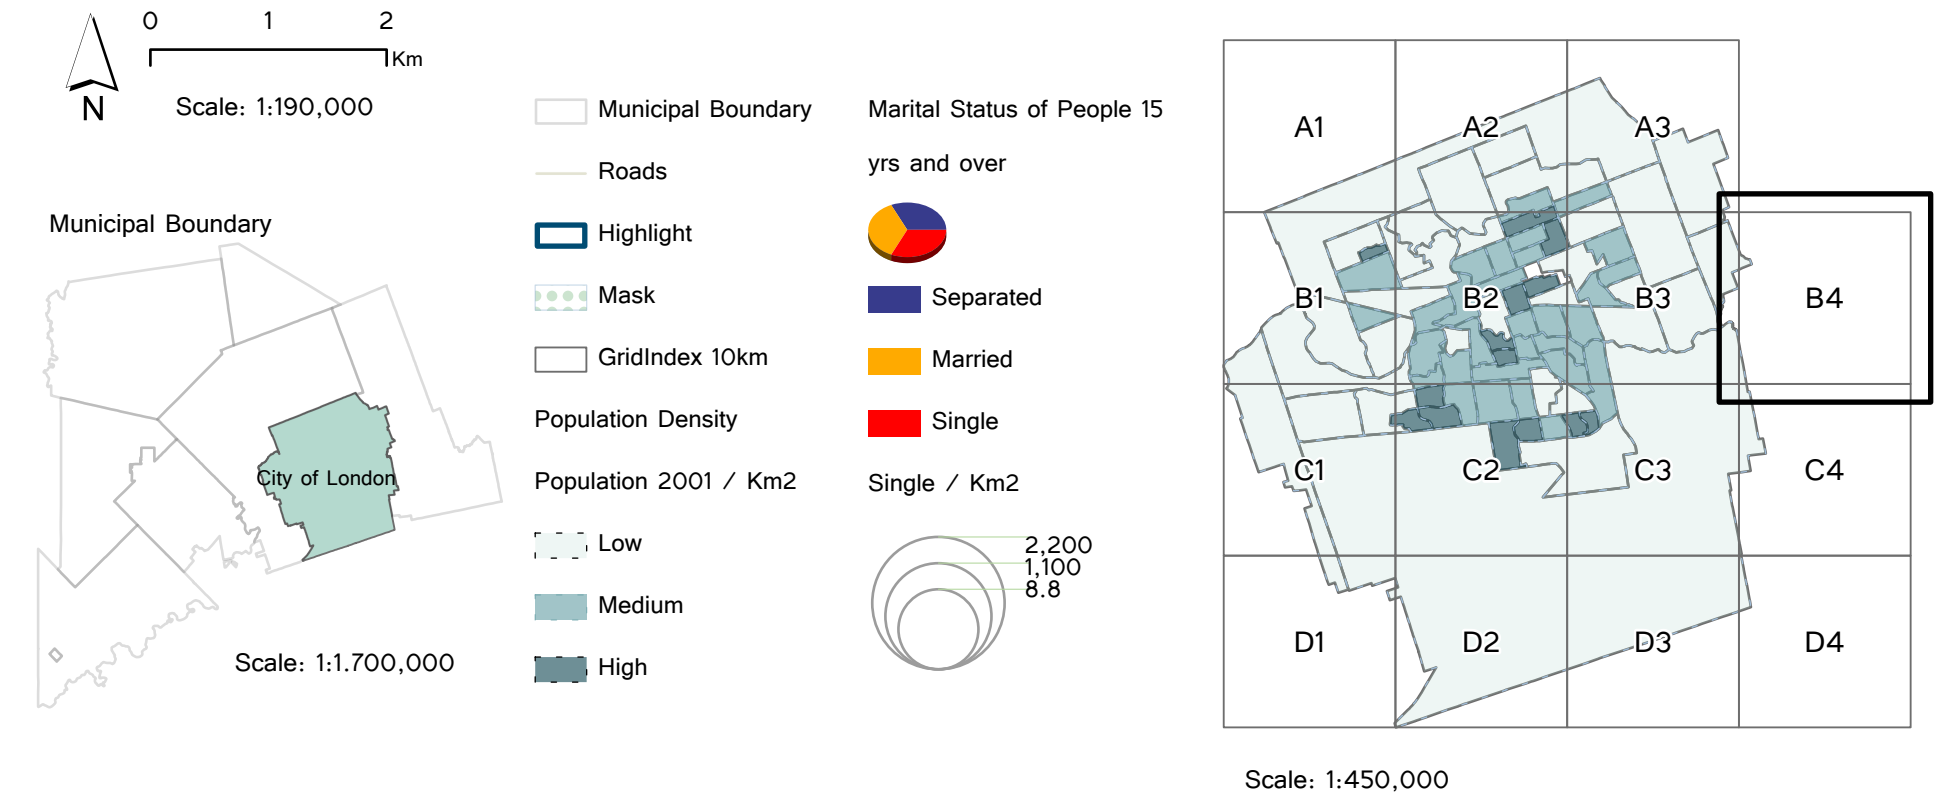 0 1 2
Km
N
Scale: 1:190,000
Municipal Boundary
City of London
Scale: 1:1.700,000
Municipal Boundary
Roads
Highlight
Mask
GridIndex 10km
Population Density
Population 2001 / Km2
Low
Medium
High
Marital Status of People 15
yrs and over
Separated
Married
Single
Single / Km2
2,200
1,100
8.8
A1 A2 A3
B1 B2 B3 B4
C1 C2 C3 C4
D1 D2 D3 D4
Scale: 1:450,000